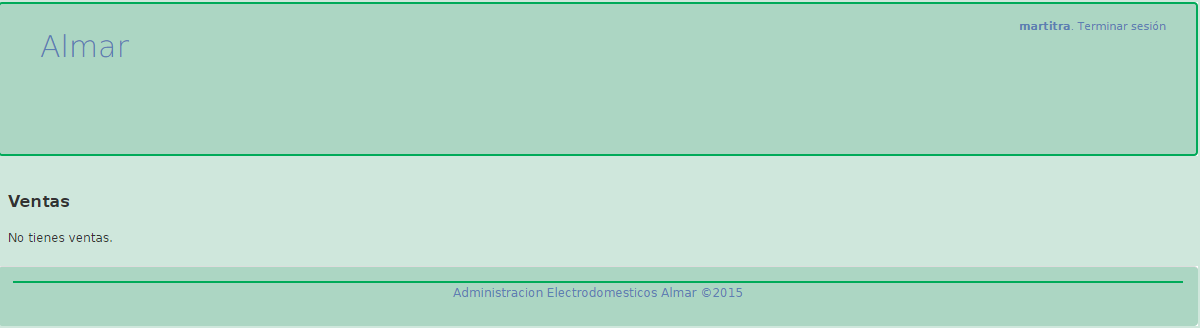 Almar
martitra. Terminar sesión
Ventas
No tienes ventas.
Administracion Electrodomesticos Almar ©2015